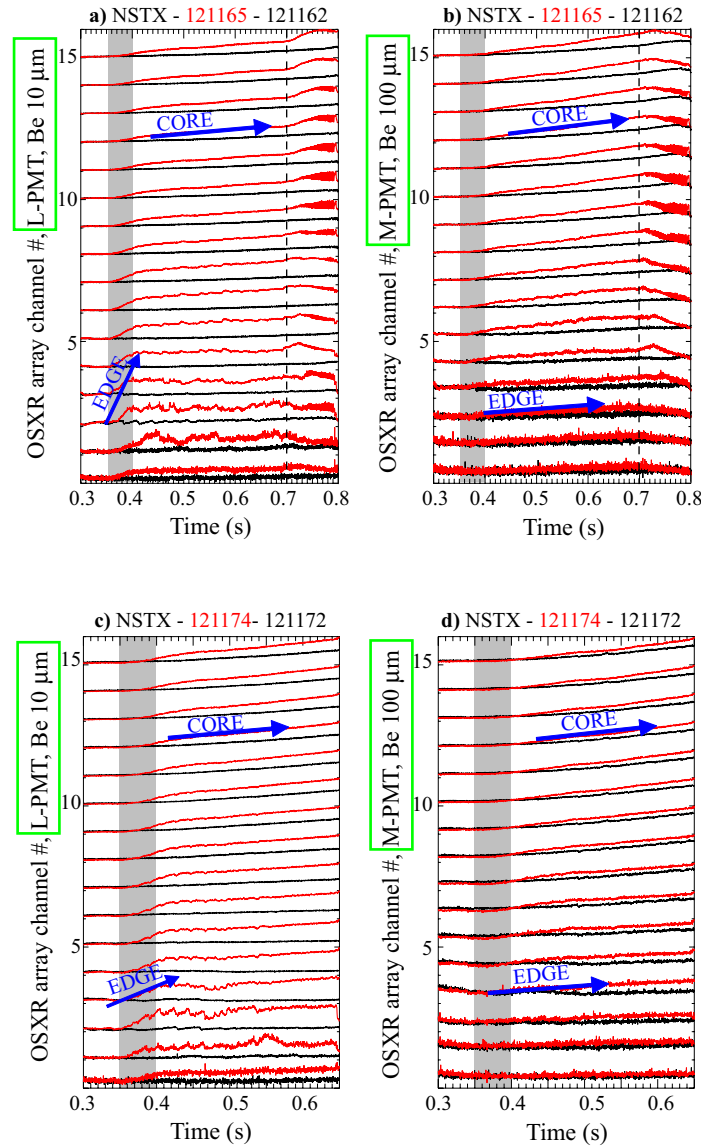 a) NSTX - 121165 - 121162
OSXR array channel #, L-PMT, Be 10 µm
15
10
5
CORE
EDGE
0.3 0.4 0.5 0.6 0.7 0.8
Time (s)
b) NSTX - 121165 - 121162
OSXR array channel #, M-PMT, Be 100 µm
15
10
5
CORE
EDGE
0.3 0.4 0.5 0.6 0.7 0.8
Time (s)
c) NSTX - 121174- 121172
OSXR array channel #, L-PMT, Be 10 µm
15
10
5
CORE
EDGE
0.3 0.4 0.5 0.6
Time (s)
d) NSTX - 121174 - 121172
OSXR array channel #, M-PMT, Be 100 µm
15
10
5
CORE
EDGE
0.3 0.4 0.5 0.6
Time (s)